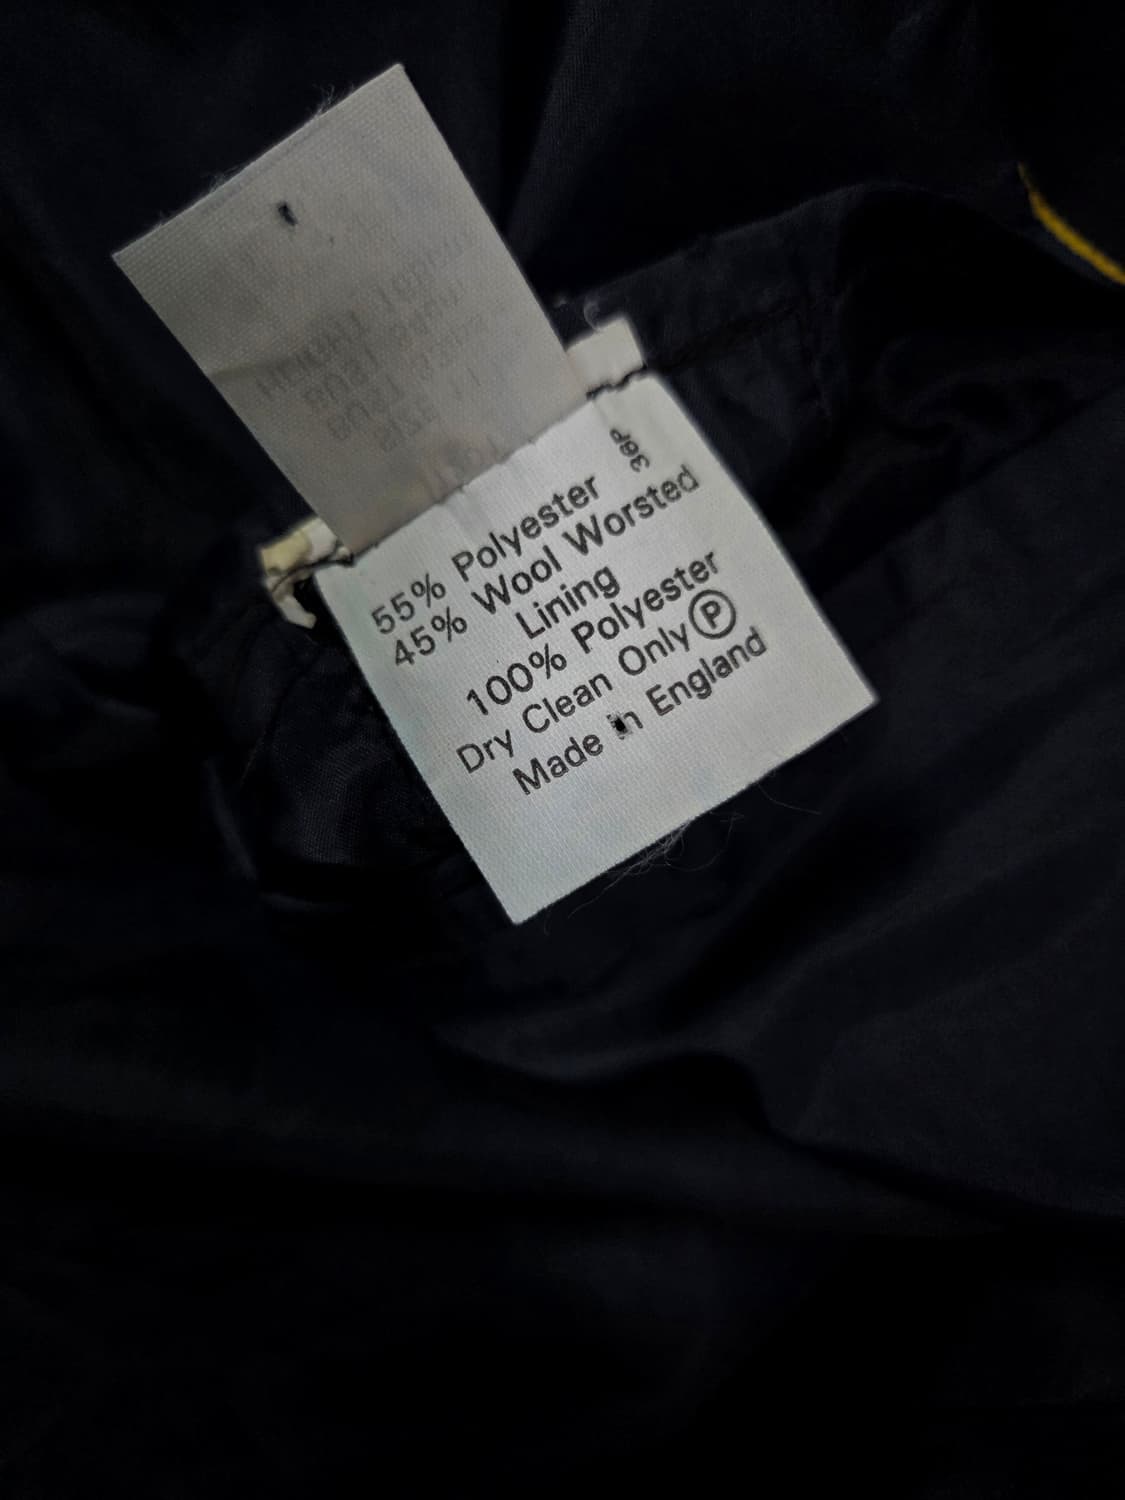 36P
55% Polyester
45% Wool Worsted
Lining
100% Polyester
Dry Clean Only Ⓟ
Made in England